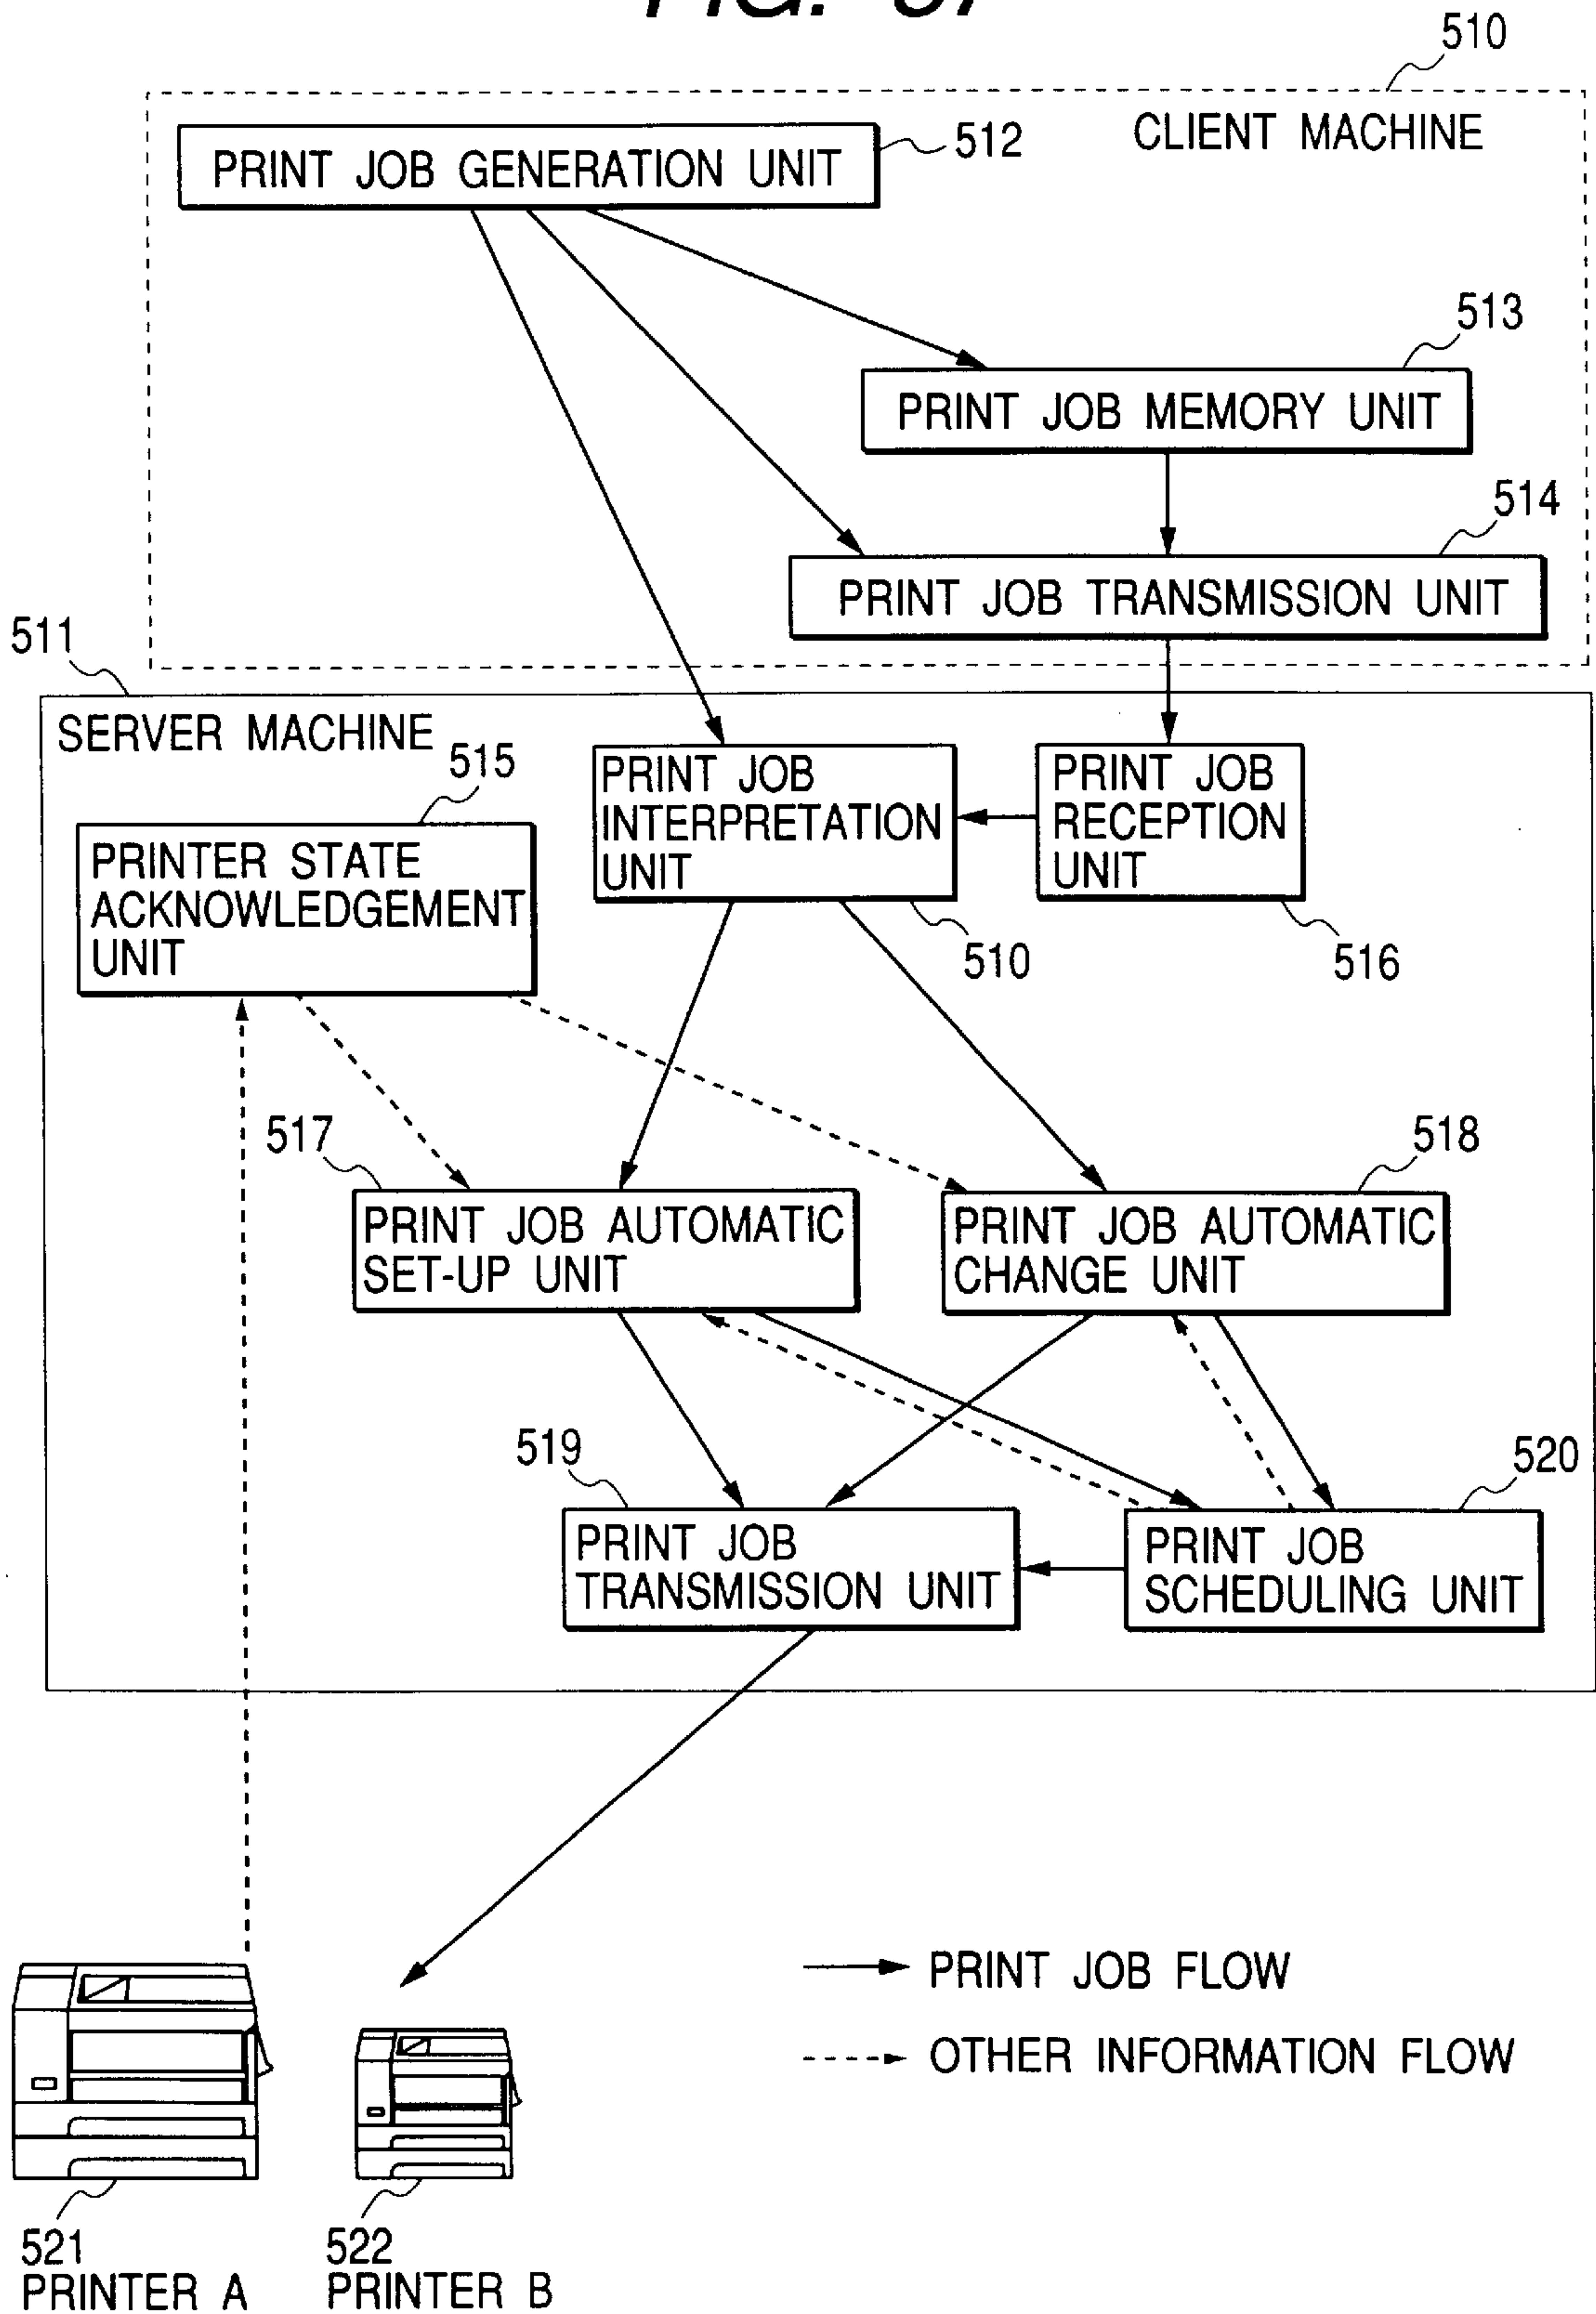 510
CLIENT MACHINE
PRINT JOB GENERATION UNIT
512
513
PRINT JOB MEMORY UNIT
514
PRINT JOB TRANSMISSION UNIT
511
SERVER MACHINE
515
PRINT JOB
INTERPRETATION
UNIT
510
PRINT JOB
RECEPTION
UNIT
516
PRINTER STATE
ACKNOWLEDGEMENT
UNIT
517
PRINT JOB AUTOMATIC
SET-UP UNIT
518
PRINT JOB AUTOMATIC
CHANGE UNIT
519
PRINT JOB
TRANSMISSION UNIT
520
PRINT JOB
SCHEDULING UNIT
PRINT JOB FLOW
OTHER INFORMATION FLOW
521
PRINTER A
522
PRINTER B